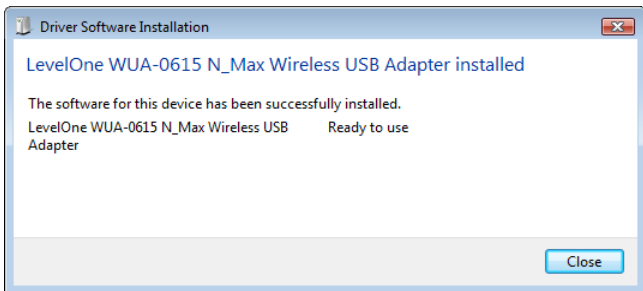 Driver Software Installation
LevelOne WUA-0615 N_Max Wireless USB Adapter installed
The software for this device has been successfully installed.
LevelOne WUA-0615 N_Max Wireless USB Ready to use
Adapter
Close